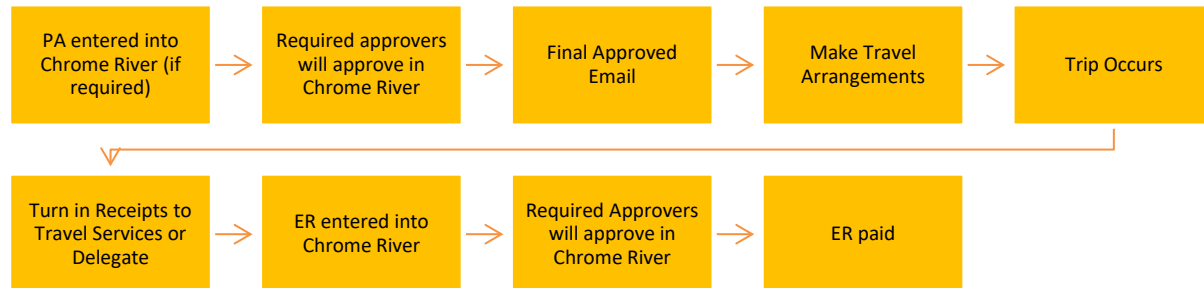 PA entered into
Chrome River (if
required)
Required approvers
will approve in
Chrome River
Final Approved
Email
Make Travel
Arrangements
Trip Occurs
Turn in Receipts to
Travel Services or
Delegate
ER entered into
Chrome River
Required Approvers
will approve in
Chrome River
ER paid